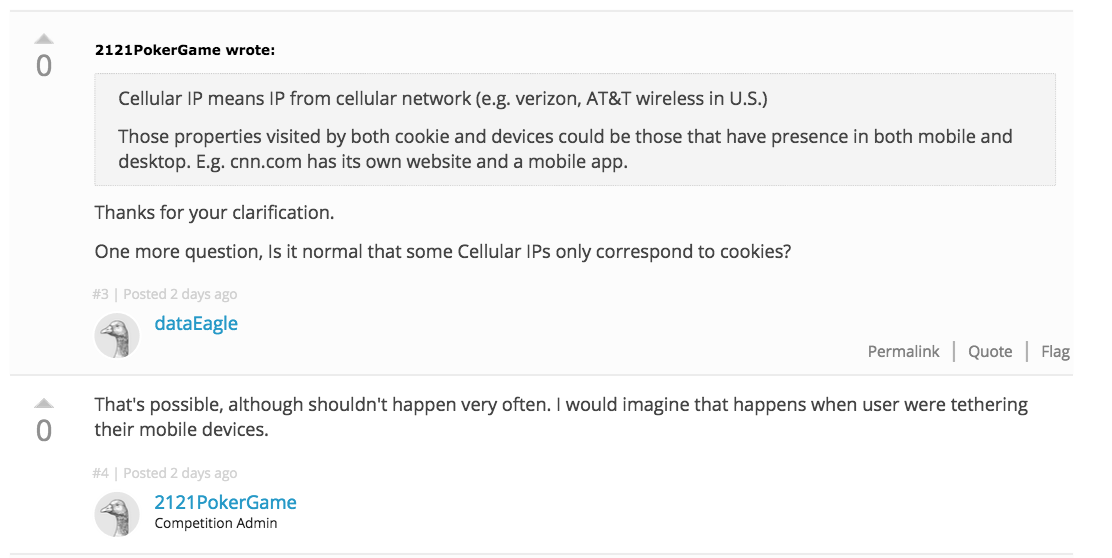 2121PokerGame wrote:
0
Cellular IP means IP from cellular network (e.g. verizon, AT&T wireless in U.S.)
Those properties visited by both cookie and devices could be those that have presence in both mobile and
desktop. E.g. cnn.com has its own website and a mobile app.
Thanks for your clarification.
One more question, Is it normal that some Cellular IPs only correspond to cookies?
#3 | Posted 2 days ago
dataEagle
Permalink | Quote | Flag
That's possible, although shouldn't happen very often. I would imagine that happens when user were tethering
0
their mobile devices.
#4 | Posted 2 days ago
2121PokerGame
Competition Admin